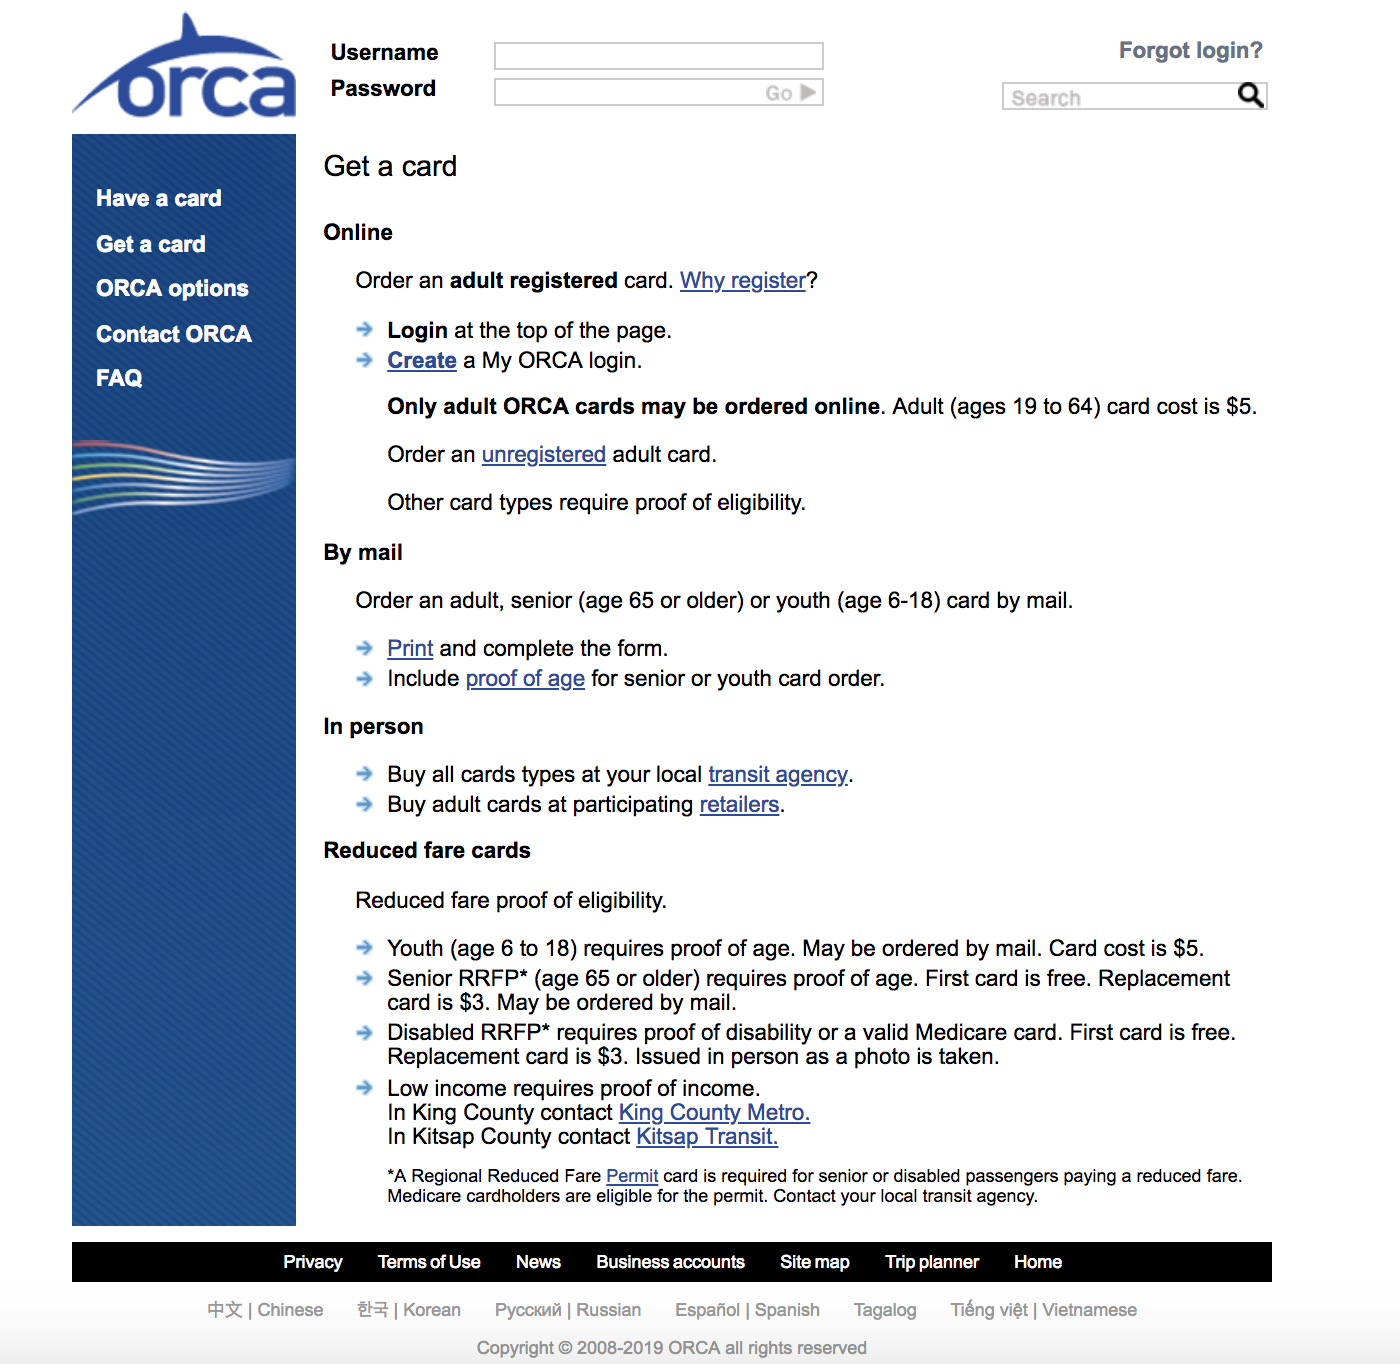 orca
Username
Password
Go
Forgot login?
Search
Have a card
Get a card
ORCA options
Contact ORCA
FAQ
Get a card
Online
Order an adult registered card. Why register?
Login at the top of the page.
Create a My ORCA login.
Only adult ORCA cards may be ordered online. Adult (ages 19 to 64) card cost is $5.
Order an unregistered adult card.
Other card types require proof of eligibility.
By mail
Order an adult, senior (age 65 or older) or youth (age 6-18) card by mail.
Print and complete the form.
Include proof of age for senior or youth card order.
In person
Buy all cards types at your local transit agency.
Buy adult cards at participating retailers.
Reduced fare cards
Reduced fare proof of eligibility.
Youth (age 6 to 18) requires proof of age. May be ordered by mail. Card cost is $5.
Senior RRFP* (age 65 or older) requires proof of age. First card is free. Replacement
card is $3. May be ordered by mail.
Disabled RRFP* requires proof of disability or a valid Medicare card. First card is free.
Replacement card is $3. Issued in person as a photo is taken.
Low income requires proof of income.
In King County contact King County Metro.
In Kitsap County contact Kitsap Transit.
*A Regional Reduced Fare Permit card is required for senior or disabled passengers paying a reduced fare.
Medicare cardholders are eligible for the permit. Contact your local transit agency.
Privacy Terms of Use News Business accounts Site map Trip planner Home
中文 | Chinese 한국 | Korean Русский | Russian Español | Spanish Tagalog Tiếng việt | Vietnamese
Copyright © 2008-2019 ORCA all rights reserved